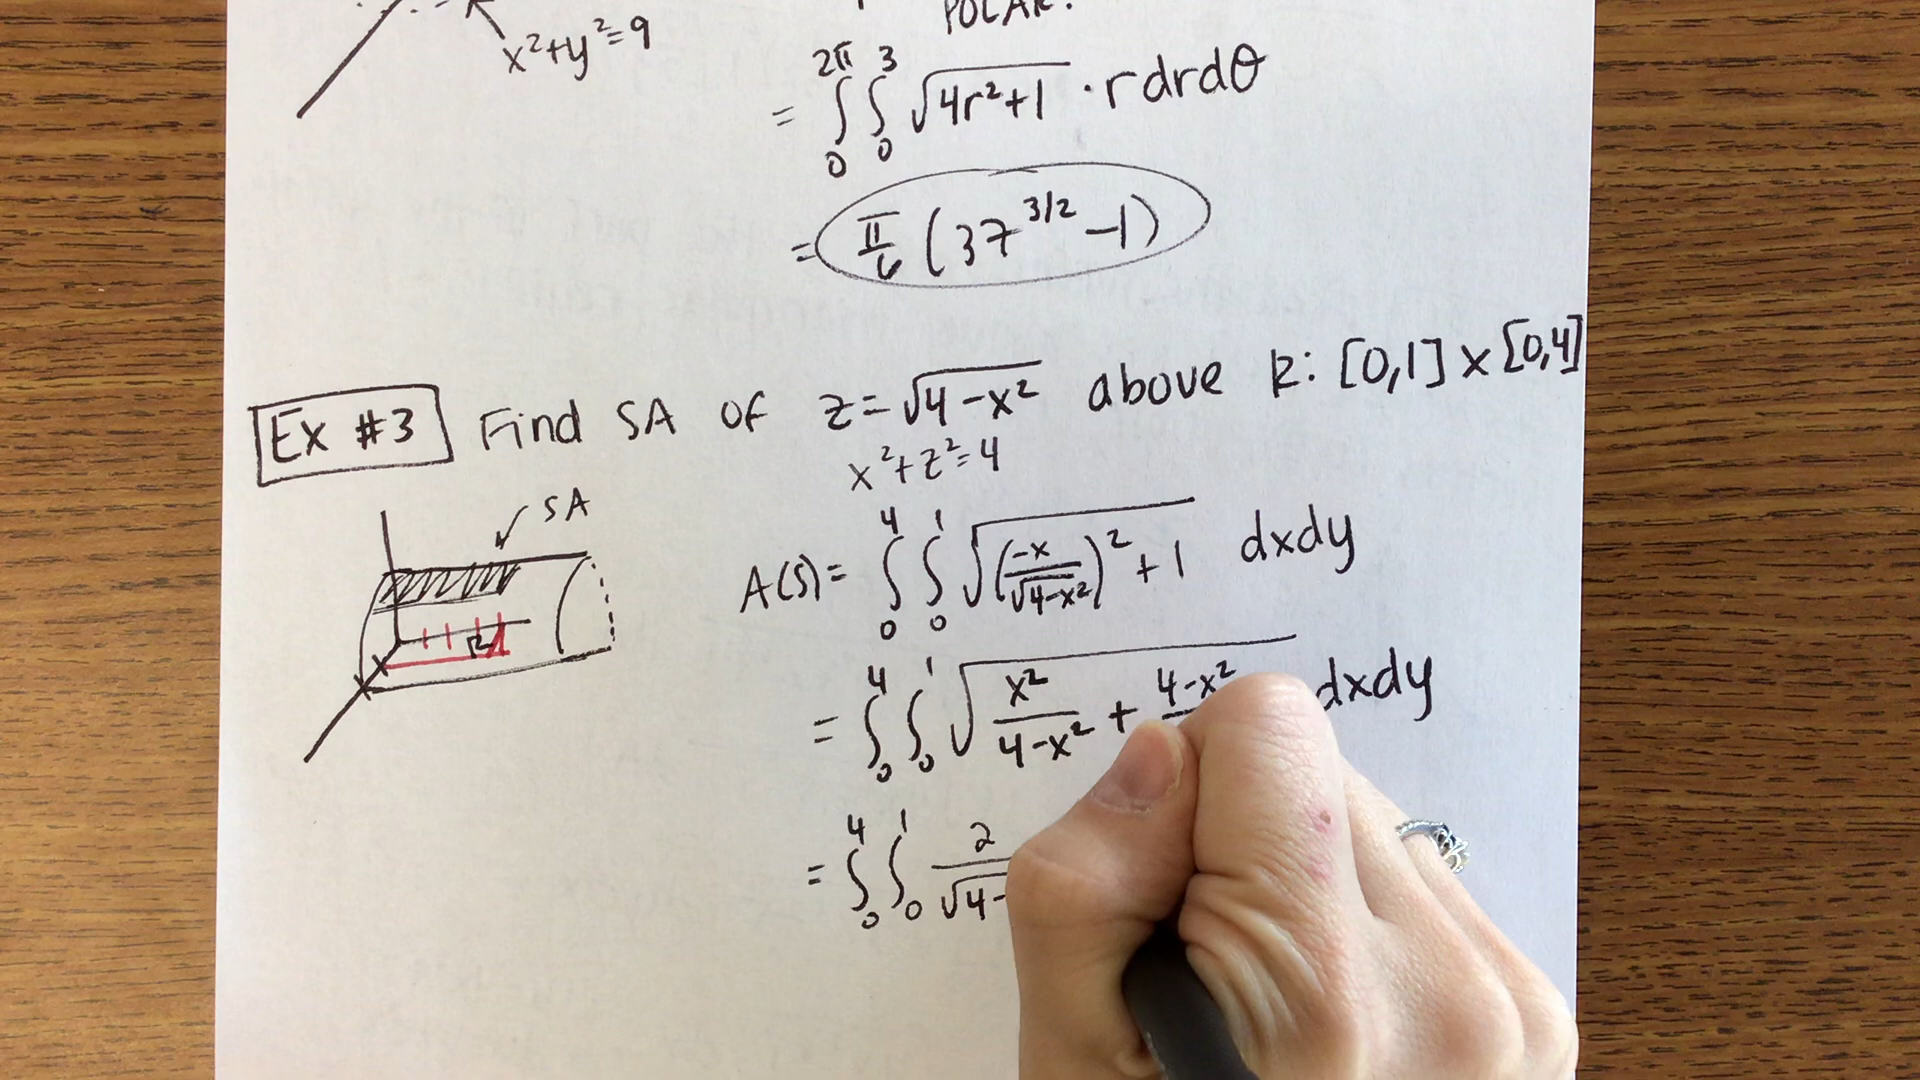 POLAR:
x²+y²=9
= ∫₀^2π ∫₀^3 √(4r²+1) · r dr dθ
= π/6 (37^3/2 − 1)
Ex #3 Find SA of z=√(4−x²) above R: [0,1] x [0,4]
x²+z²=4
SA
R
A(S)= ∫₀^4 ∫₀^1 √((−x/√(4−x²))² + 1) dxdy
= ∫₀^4 ∫₀^1 √(x²/(4−x²) + (4−x²)/ dxdy
= ∫₀^4 ∫₀^1 2/√4−